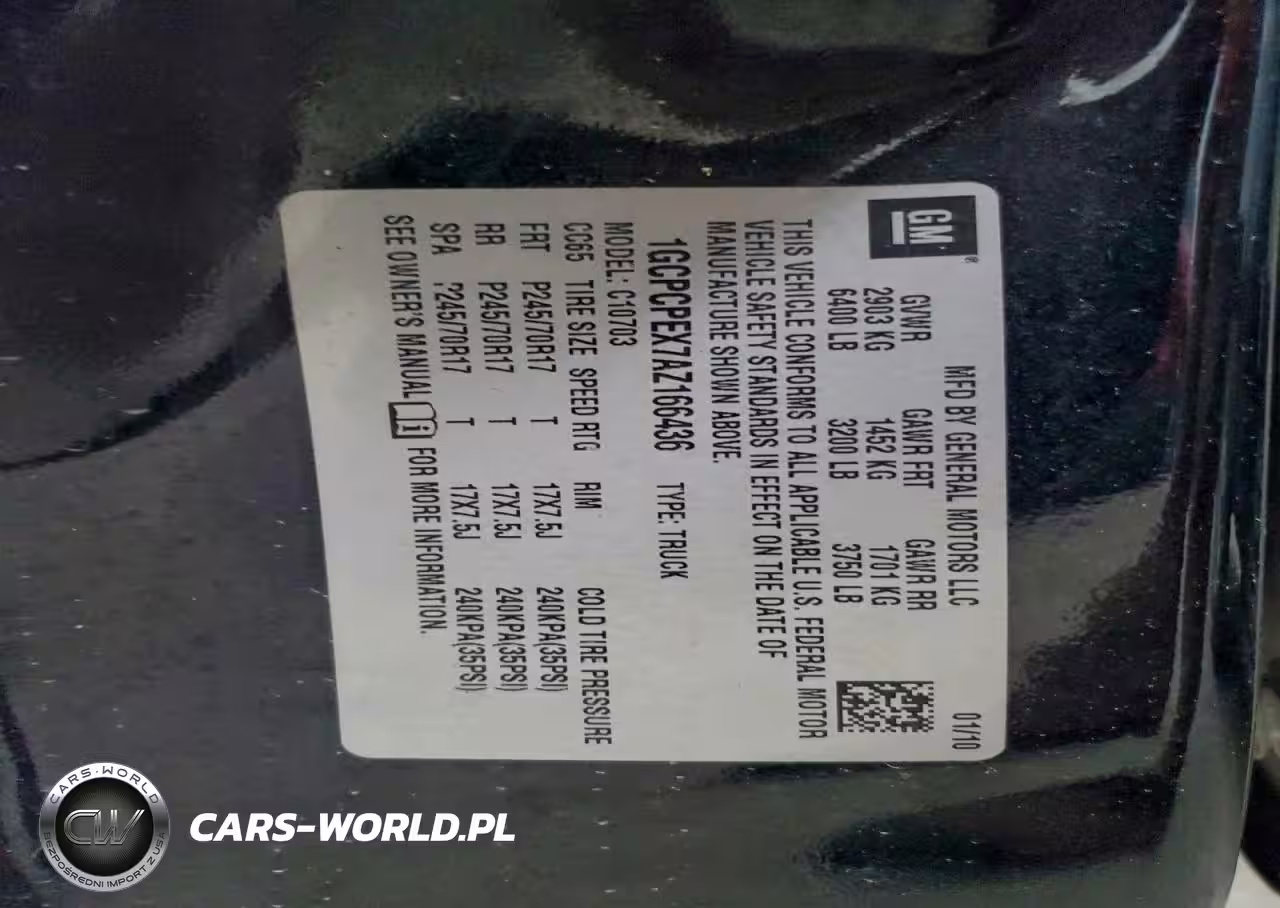 GM®
MFD BY GENERAL MOTORS LLC 01/10
GVWR GAWR FRT GAWR RR
2903 KG 1452 KG 1701 KG
6400 LB 3200 LB 3750 LB
THIS VEHICLE CONFORMS TO ALL APPLICABLE U.S. FEDERAL MOTOR
VEHICLE SAFETY STANDARDS IN EFFECT ON THE DATE OF
MANUFACTURE SHOWN ABOVE.
1GCPCPEX7AZ166436 TYPE: TRUCK
MODEL: C10703
CC65 TIRE SIZE SPEED RTG RIM COLD TIRE PRESSURE
FRT P245/70R17 T 17X7.5J 240KPA(35PSI)
RR P245/70R17 T 17X7.5J 240KPA(35PSI)
SPA P245/70R17 T 17X7.5J 240KPA(35PSI)
SEE OWNER'S MANUAL FOR MORE INFORMATION.
CARS-WORLD
CW
BEZPOŚREDNI IMPORT Z USA
CARS-WORLD.PL